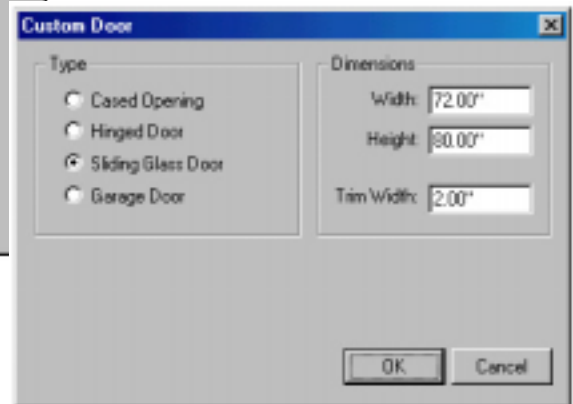 Custom Door
Type
Cased Opening
Hinged Door
Sliding Glass Door
Garage Door
Dimensions
Width: 72.00"
Height: 80.00"
Trim Width: 2.00"
OK
Cancel